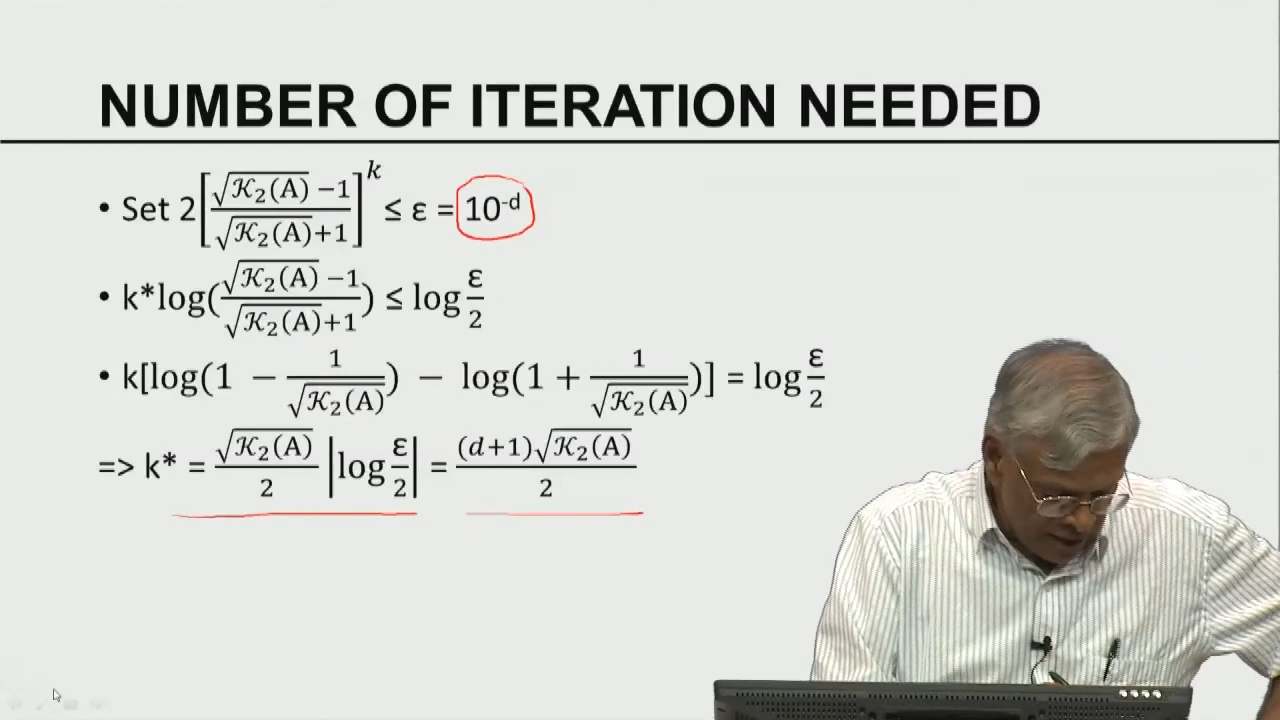 NUMBER OF ITERATION NEEDED
• Set 2[(√𝒦₂(A) −1)/(√𝒦₂(A)+1)]^k ≤ ε = 10^-d
• k*log((√𝒦₂(A) −1)/(√𝒦₂(A)+1)) ≤ log ε/2
• k[log(1 − 1/√𝒦₂(A)) − log(1 + 1/√𝒦₂(A))] = log ε/2
=> k* = √𝒦₂(A)/2 |log ε/2| = (d+1)√𝒦₂(A)/2